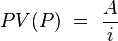 PV(P) = A/i